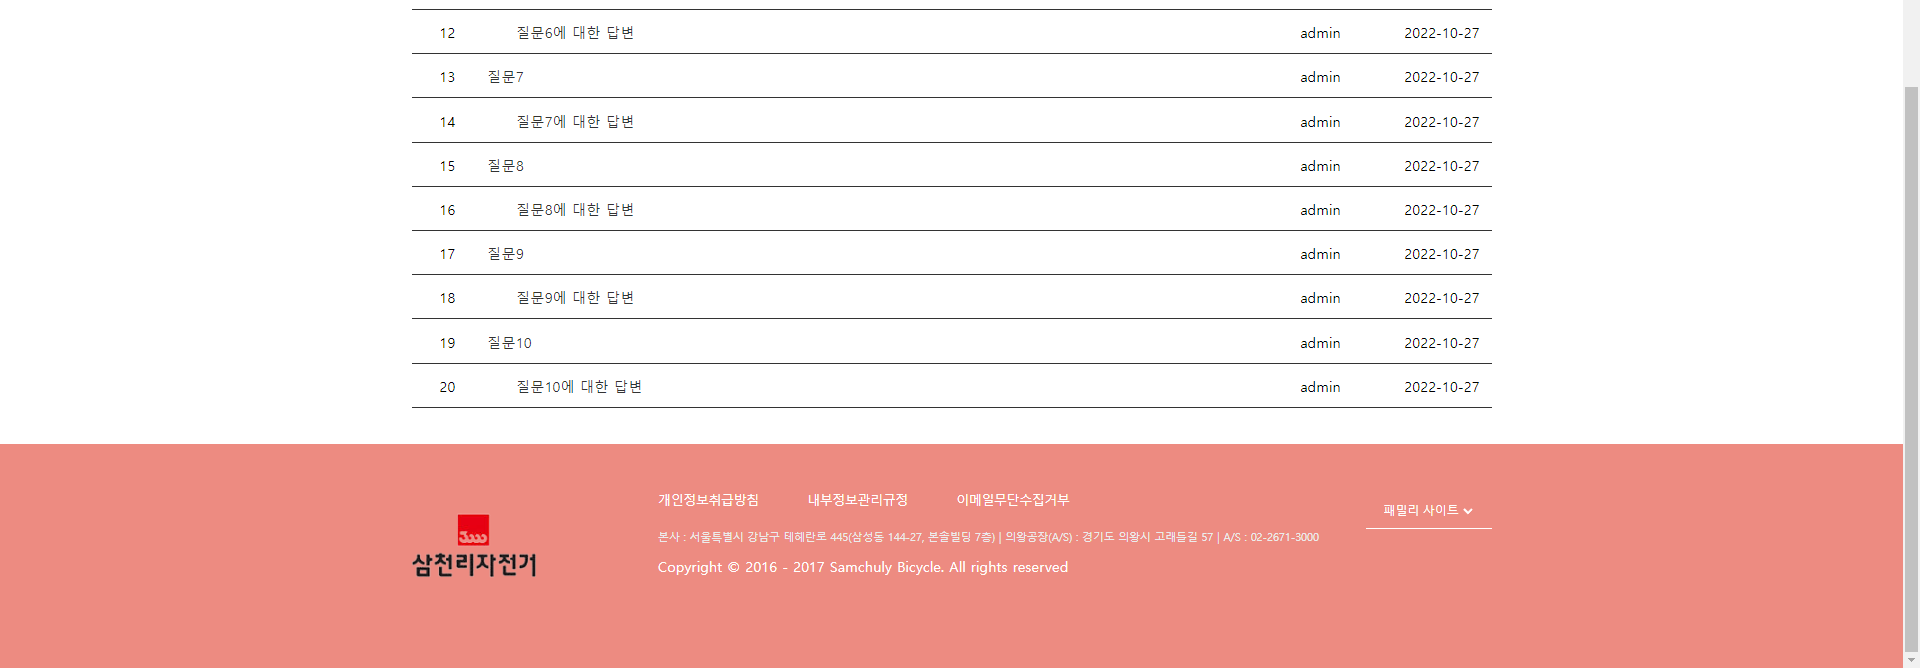 12 질문6에 대한 답변 admin 2022-10-27
13 질문7 admin 2022-10-27
14 질문7에 대한 답변 admin 2022-10-27
15 질문8 admin 2022-10-27
16 질문8에 대한 답변 admin 2022-10-27
17 질문9 admin 2022-10-27
18 질문9에 대한 답변 admin 2022-10-27
19 질문10 admin 2022-10-27
20 질문10에 대한 답변 admin 2022-10-27
개인정보취급방침 내부정보관리규정 이메일무단수집거부
패밀리 사이트
본사 : 서울특별시 강남구 테헤란로 445(삼성동 144-27, 본솔빌딩 7층) | 의왕공장(A/S) : 경기도 의왕시 고래들길 57 | A/S : 02-2671-3000
3000
삼천리자전거
Copyright © 2016 - 2017 Samchuly Bicycle. All rights reserved